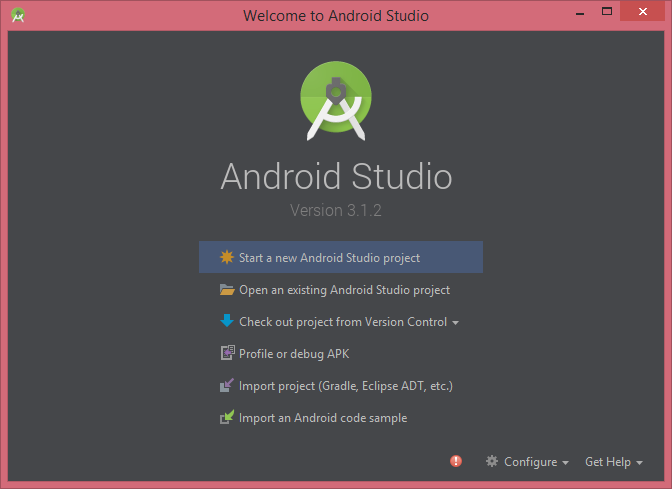 Welcome to Android Studio
Android Studio
Version 3.1.2
Start a new Android Studio project
Open an existing Android Studio project
Check out project from Version Control
Profile or debug APK
Import project (Gradle, Eclipse ADT, etc.)
Import an Android code sample
Configure Get Help